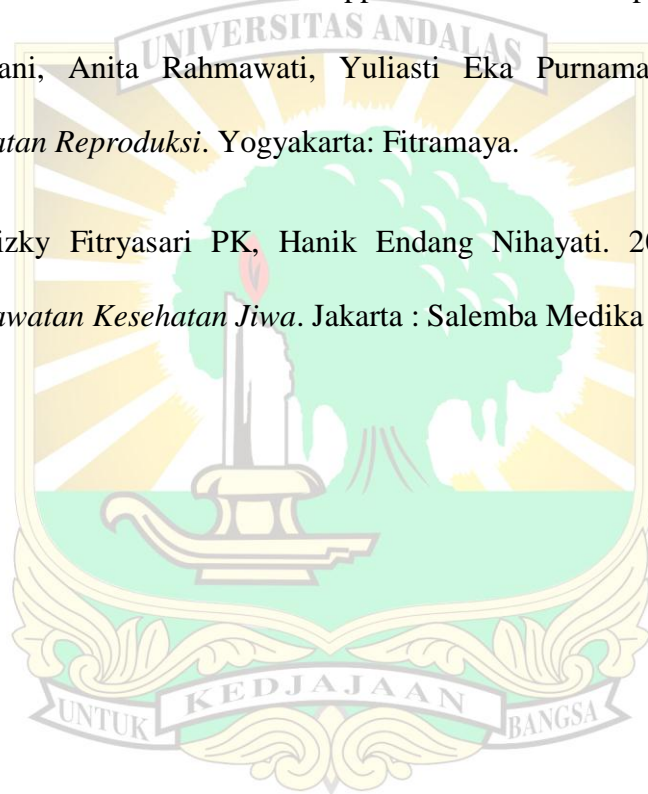 UNIVERSITAS ANDALAS
ani, Anita Rahmawati, Yuliasti Eka Purnama
atan Reproduksi. Yogyakarta: Fitramaya.
izky Fitryasari PK, Hanik Endang Nihayati. 20
awatan Kesehatan Jiwa. Jakarta : Salemba Medika
UNTUK KEDJAJAAN BANGSA